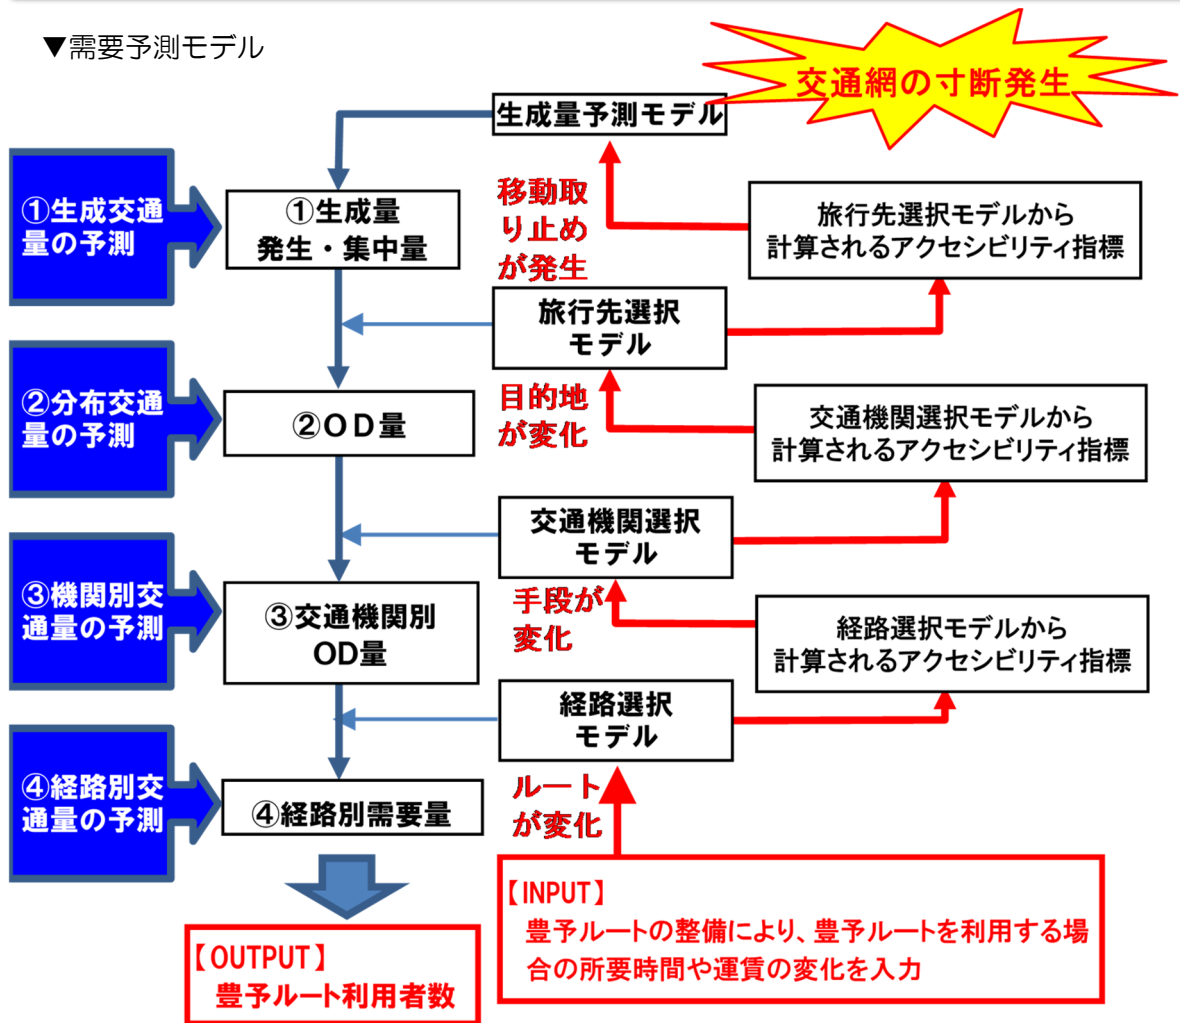 ▼需要予測モデル
交通網の寸断発生
生成量予測モデル
①生成交通
量の予測
①生成量
発生・集中量
移動取
り止め
が発生
旅行先選択モデルから
計算されるアクセシビリティ指標
旅行先選択
モデル
②分布交通
量の予測
②OD量
目的地
が変化
交通機関選択モデルから
計算されるアクセシビリティ指標
交通機関選択
モデル
③機関別交
通量の予測
③交通機関別
OD量
手段が
変化
経路選択モデルから
計算されるアクセシビリティ指標
経路選択
モデル
④経路別交
通量の予測
④経路別需要量
ルート
が変化
【INPUT】
豊予ルートの整備により、豊予ルートを利用する場
合の所要時間や運賃の変化を入力
【OUTPUT】
豊予ルート利用者数